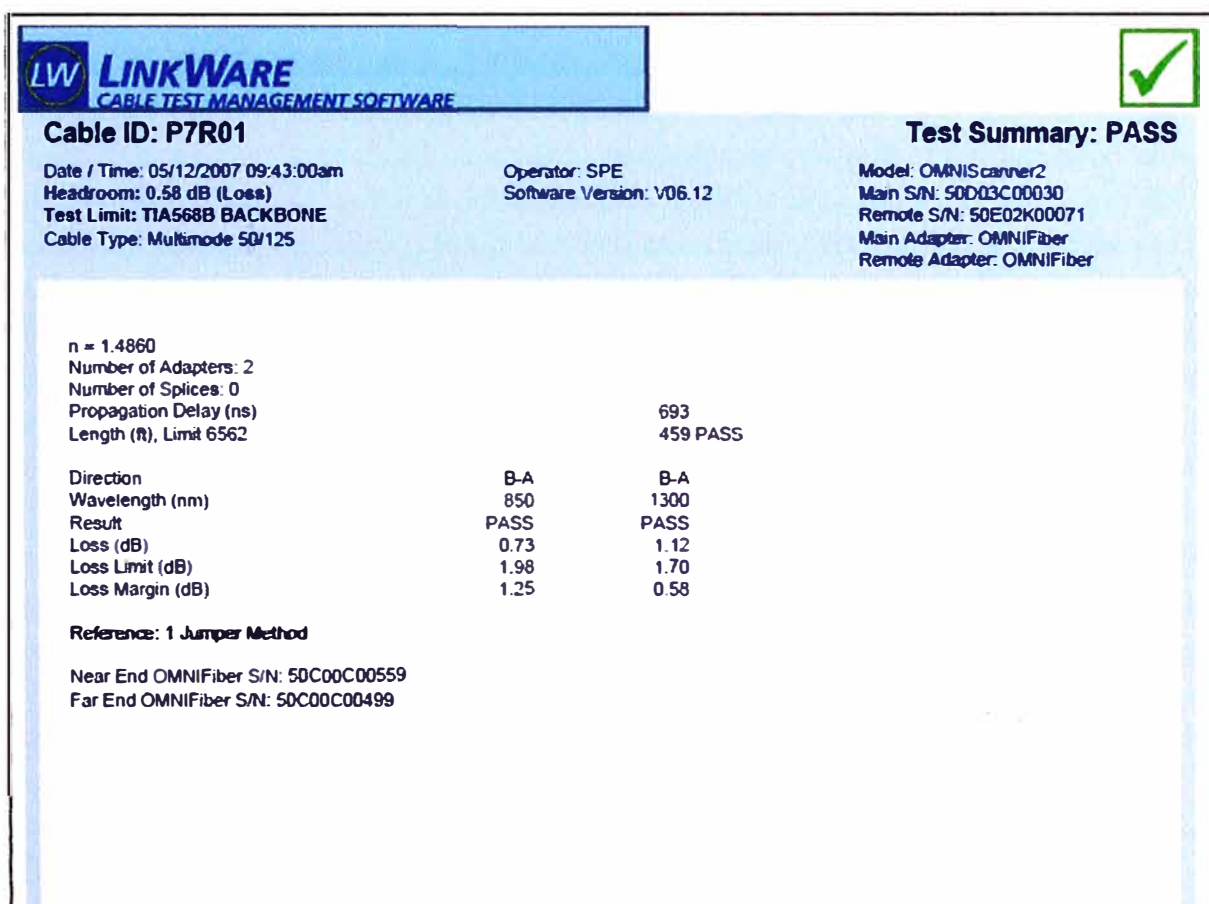 LW LINKWARE
CABLE TEST MANAGEMENT SOFTWARE
Cable ID: P7R01
Test Summary: PASS
Date / Time: 05/12/2007 09:43:00am
Headroom: 0.58 dB (Loss)
Test Limit: TIA568B BACKBONE
Cable Type: Multimode 50/125
Operator: SPE
Software Version: V06.12
Model: OMNIScanner2
Main S/N: 50D03C00030
Remote S/N: 50E02K00071
Main Adapter: OMNIFiber
Remote Adapter: OMNIFiber
n = 1.4860
Number of Adapters: 2
Number of Splices: 0
Propagation Delay (ns) 693
Length (ft), Limit 6562 459 PASS
Direction B-A B-A
Wavelength (nm) 850 1300
Result PASS PASS
Loss (dB) 0.73 1.12
Loss Limit (dB) 1.98 1.70
Loss Margin (dB) 1.25 0.58
Reference: 1 Jumper Method
Near End OMNIFiber S/N: 50C00C00559
Far End OMNIFiber S/N: 50C00C00499